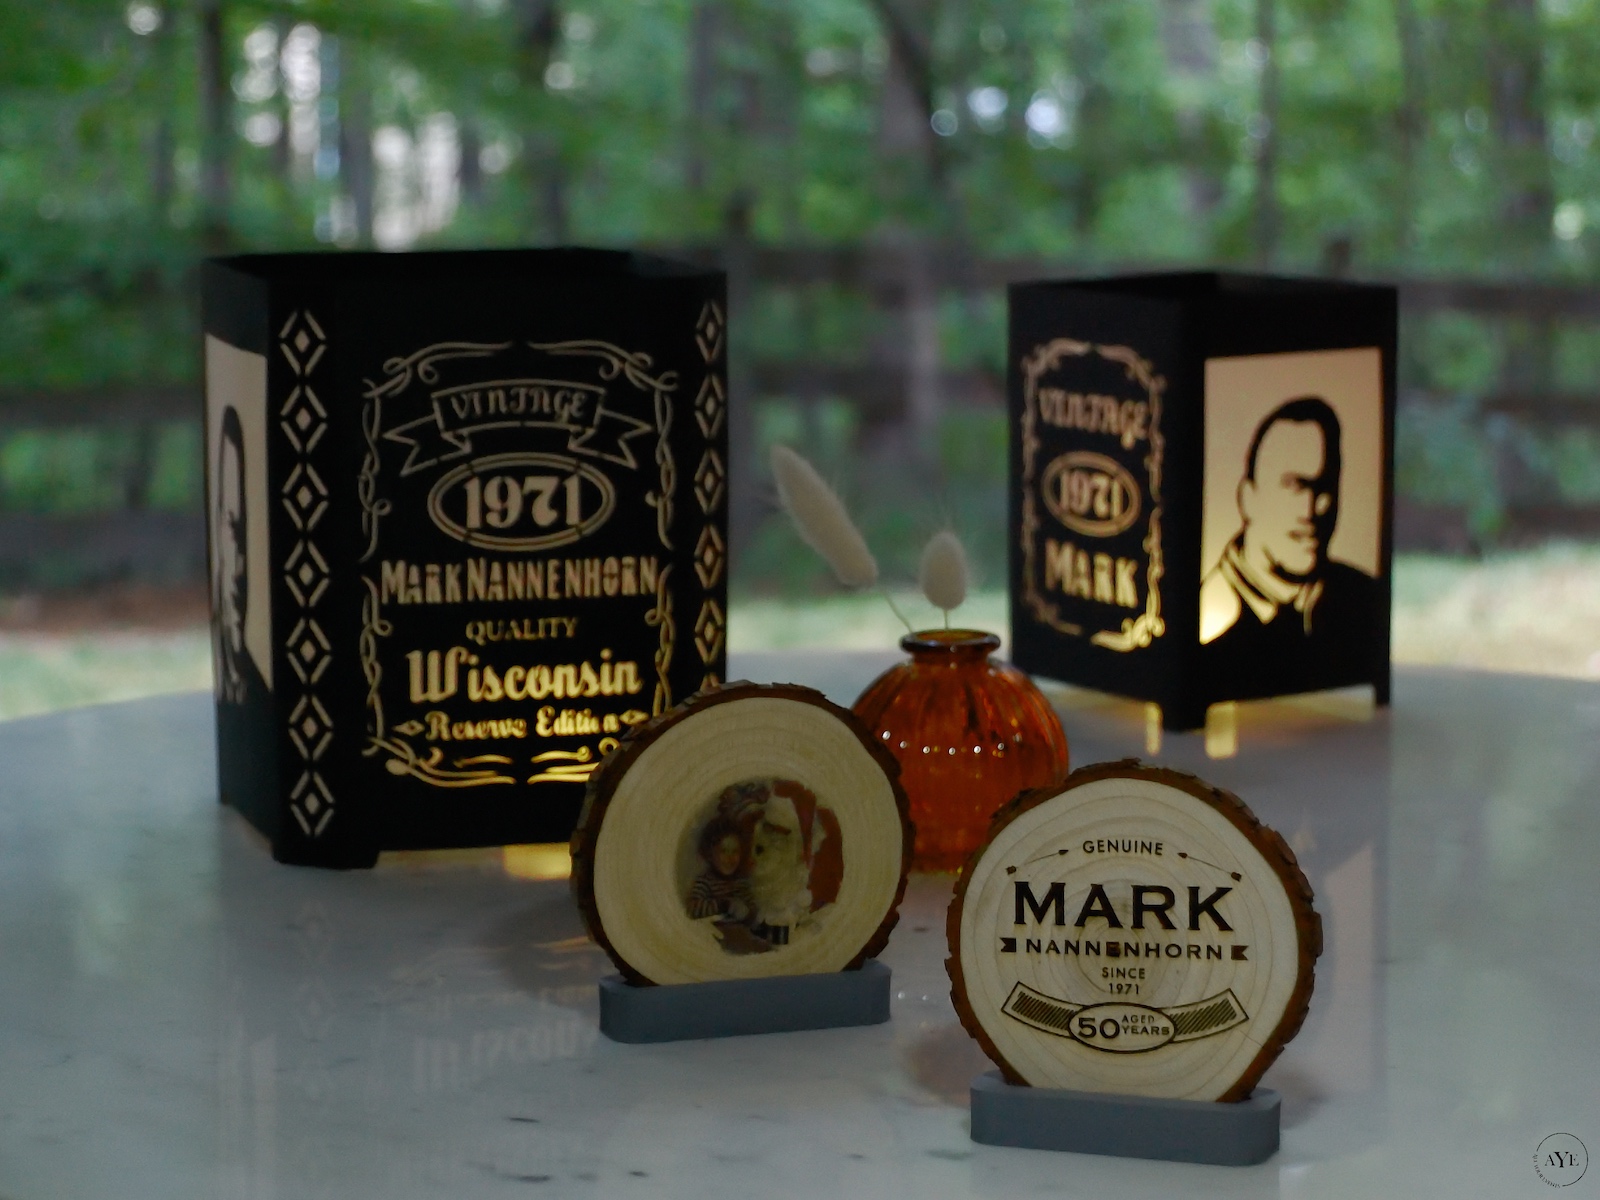 VINTAGE
1971
MARK NANNENHORN
QUALITY
Wisconsin
Reserve Edition
VINTAGE
1971
MARK
GENUINE
MARK
NANNENHORN
SINCE
1971
50 AGED
YEARS
AYE